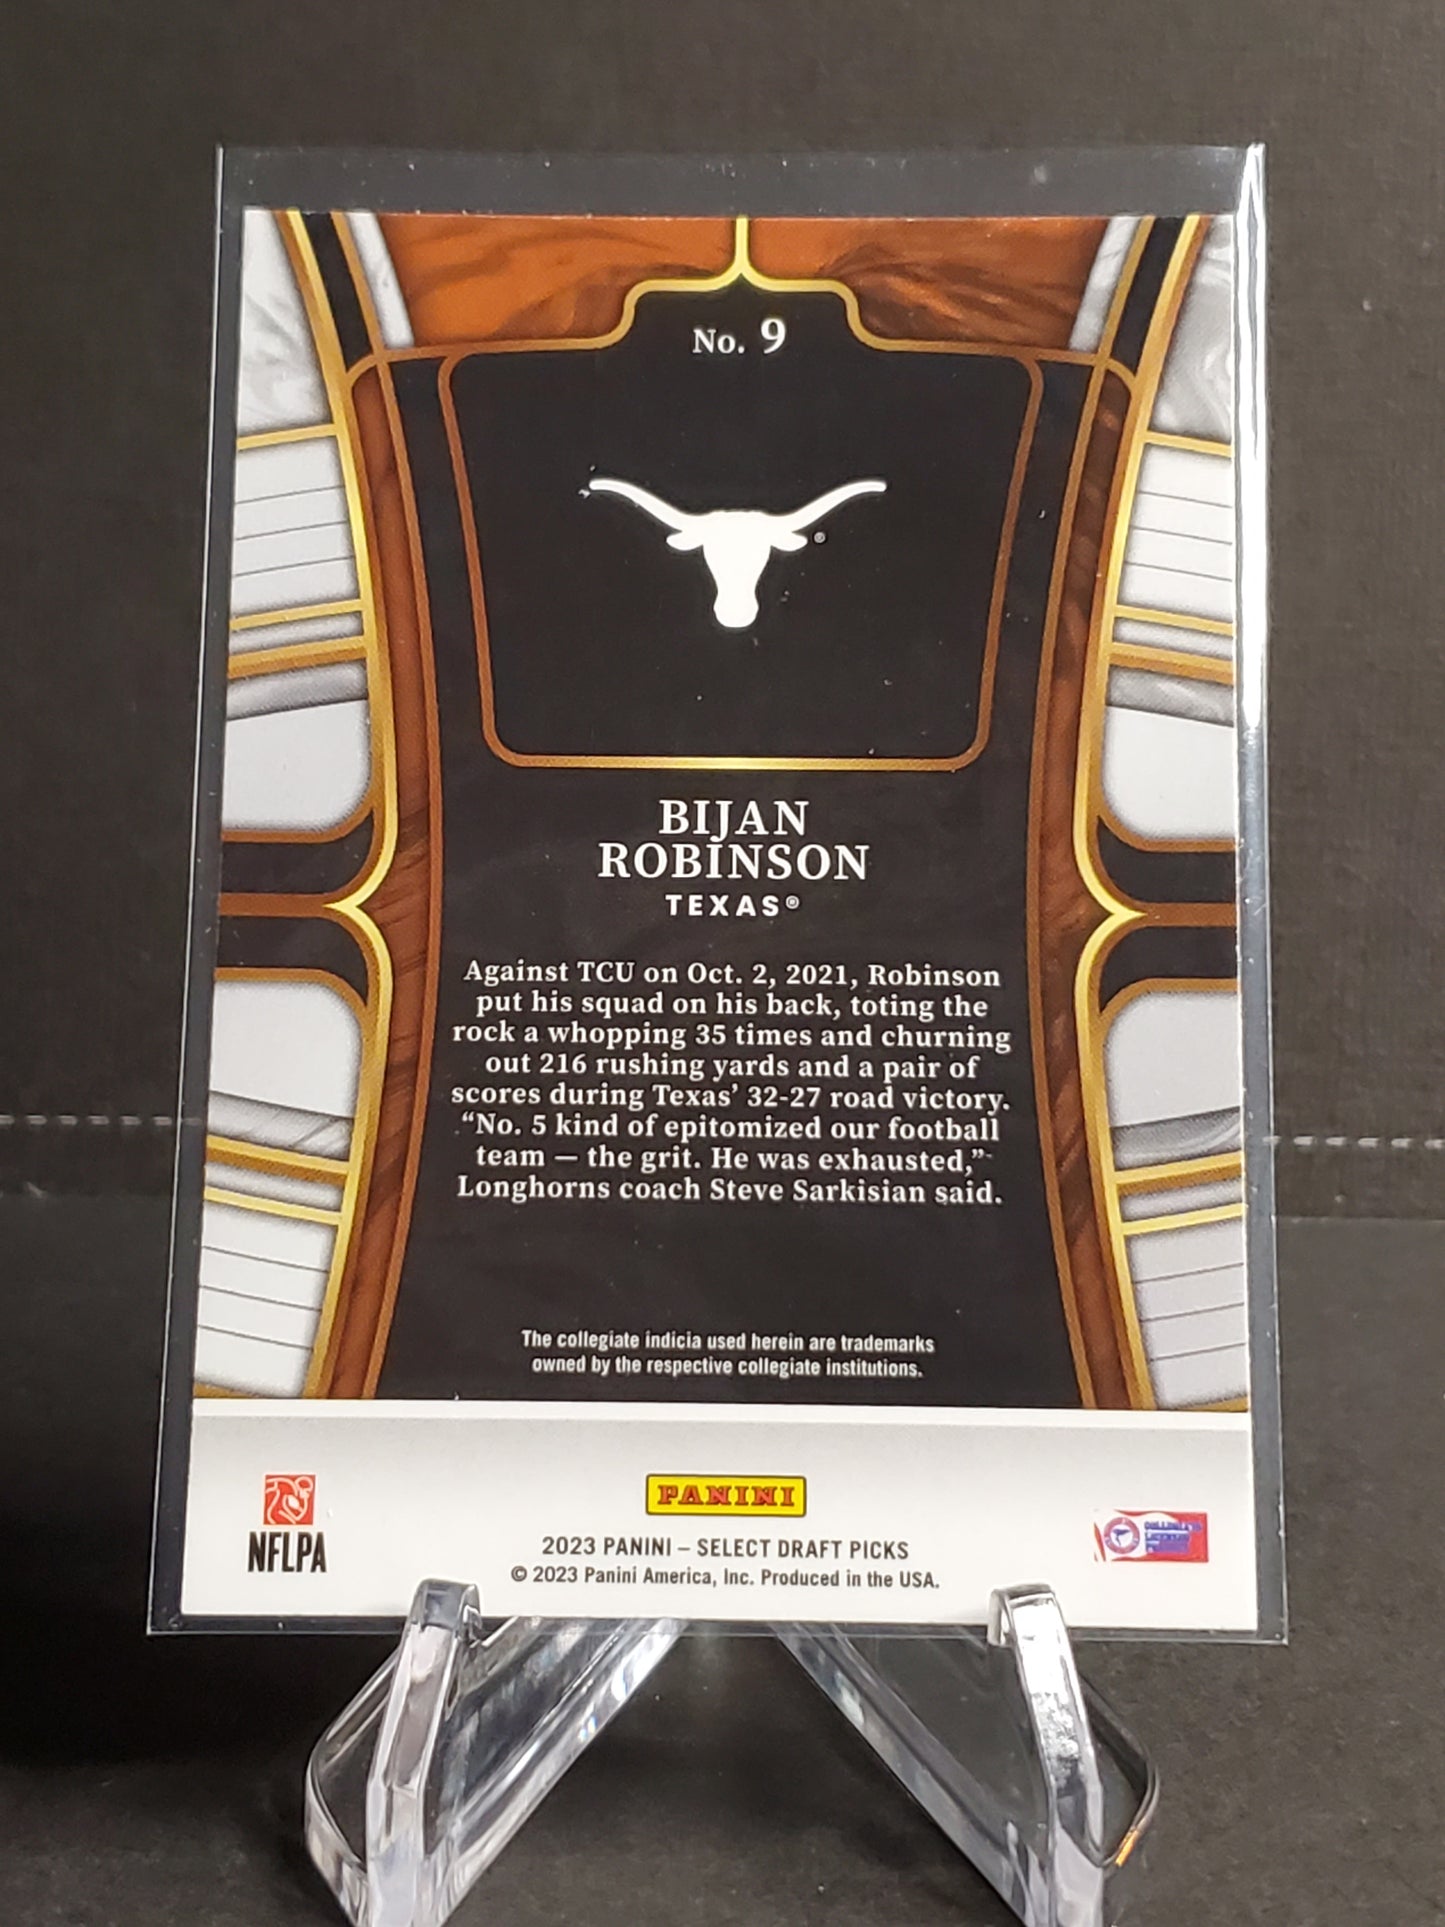 No. 9
®
BIJAN
ROBINSON
TEXAS®
Against TCU on Oct. 2, 2021, Robinson
put his squad on his back, toting the
rock a whopping 35 times and churning
out 216 rushing yards and a pair of
scores during Texas’ 32-27 road victory.
“No. 5 kind of epitomized our football
team — the grit. He was exhausted,”
Longhorns coach Steve Sarkisian said.
The collegiate indicia used herein are trademarks
owned by the respective collegiate institutions.
PANINI
NFLPA
2023 PANINI – SELECT DRAFT PICKS
© 2023 Panini America, Inc. Produced in the USA.